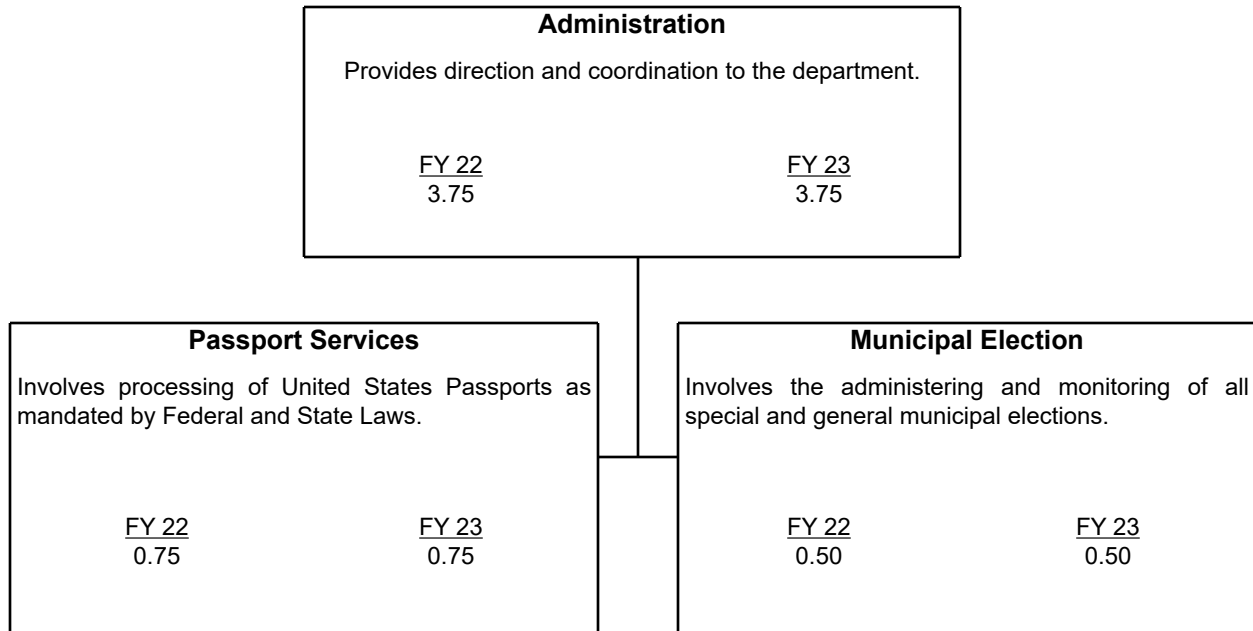 Administration
Provides direction and coordination to the department.
FY 22 FY 23
3.75 3.75
Passport Services
Involves processing of United States Passports as
mandated by Federal and State Laws.
FY 22 FY 23
0.75 0.75
Municipal Election
Involves the administering and monitoring of all
special and general municipal elections.
FY 22 FY 23
0.50 0.50